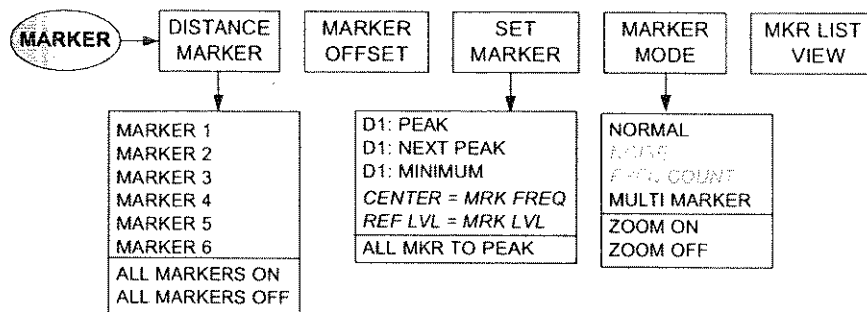 MARKER
DISTANCE
MARKER
MARKER
OFFSET
SET
MARKER
MARKER
MODE
MKR LIST
VIEW
MARKER 1
MARKER 2
MARKER 3
MARKER 4
MARKER 5
MARKER 6
ALL MARKERS ON
ALL MARKERS OFF
D1: PEAK
D1: NEXT PEAK
D1: MINIMUM
CENTER = MRK FREQ
REF LVL = MRK LVL
ALL MKR TO PEAK
NORMAL
COUNT
MULTI MARKER
ZOOM ON
ZOOM OFF